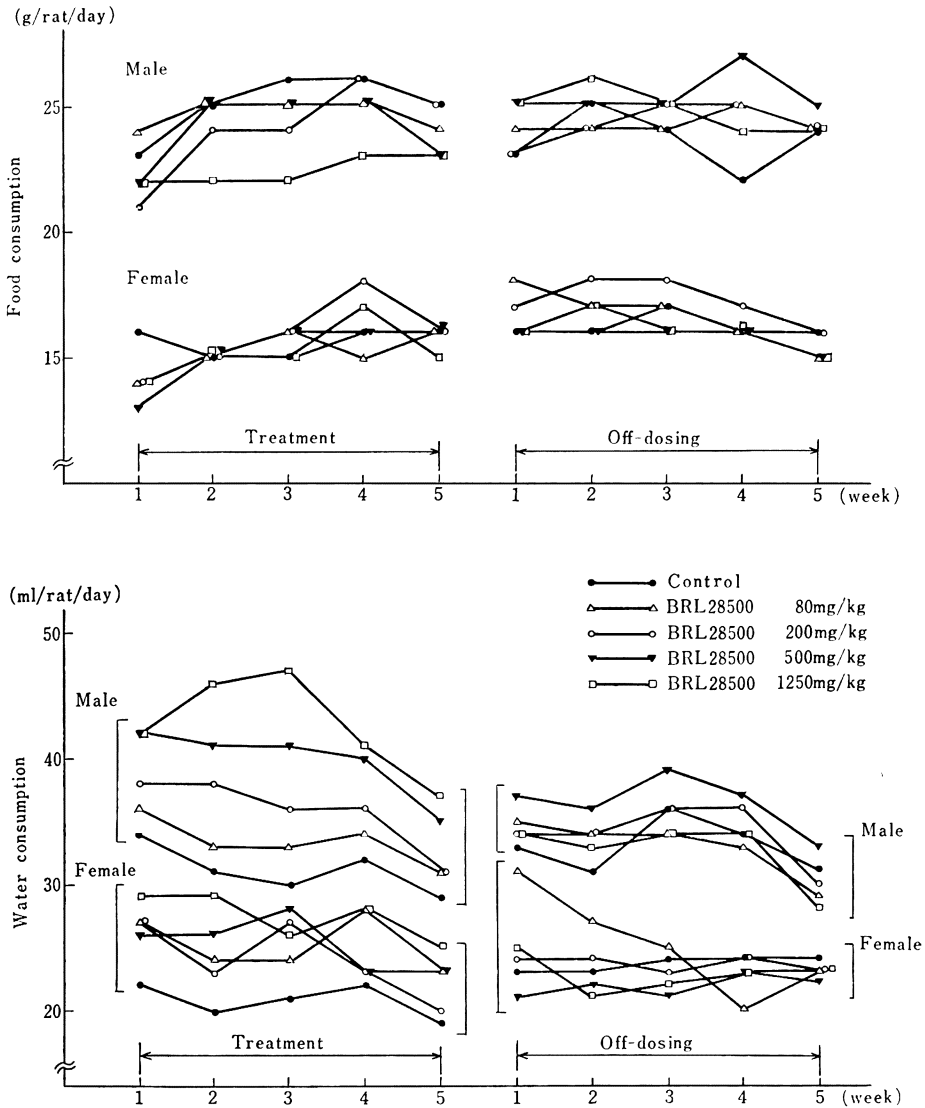 (g/rat/day)
Male
25
Food consumption
20
Female
15
Treatment
Off-dosing
1 2 3 4 5 1 2 3 4 5 (week)
(ml/rat/day)
Control
BRL28500 80mg/kg
BRL28500 200mg/kg
BRL28500 500mg/kg
BRL28500 1250mg/kg
50
Male
40
Water consumption
Male
Female
30
Female
20
Treatment
Off-dosing
1 2 3 4 5 1 2 3 4 5 (week)